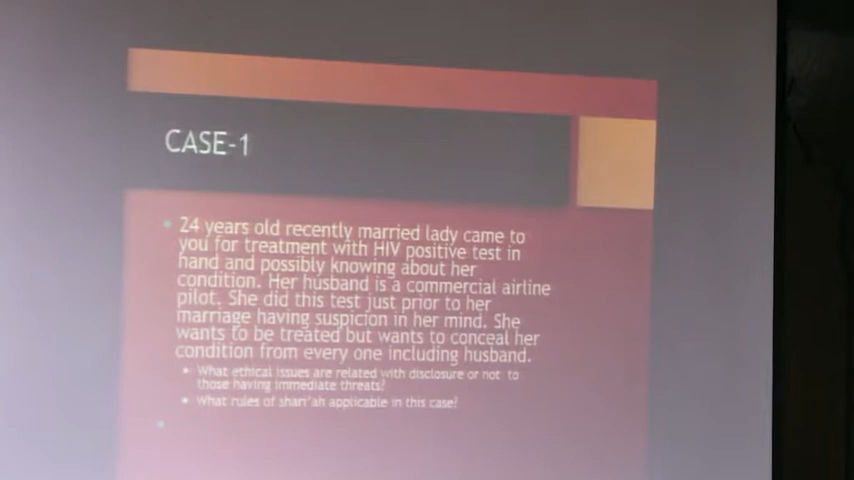 CASE-1
24 years old recently married lady came to
you for treatment with HIV positive test in
hand and possibly knowing about her
condition. Her husband is a commercial airline
pilot. She did this test just prior to her
marriage having suspicion in her mind. She
wants to be treated but wants to conceal her
condition from every one including husband.
What ethical issues are related with disclosure or not to
those having immediate threats?
What rules of shari'ah applicable in this case?